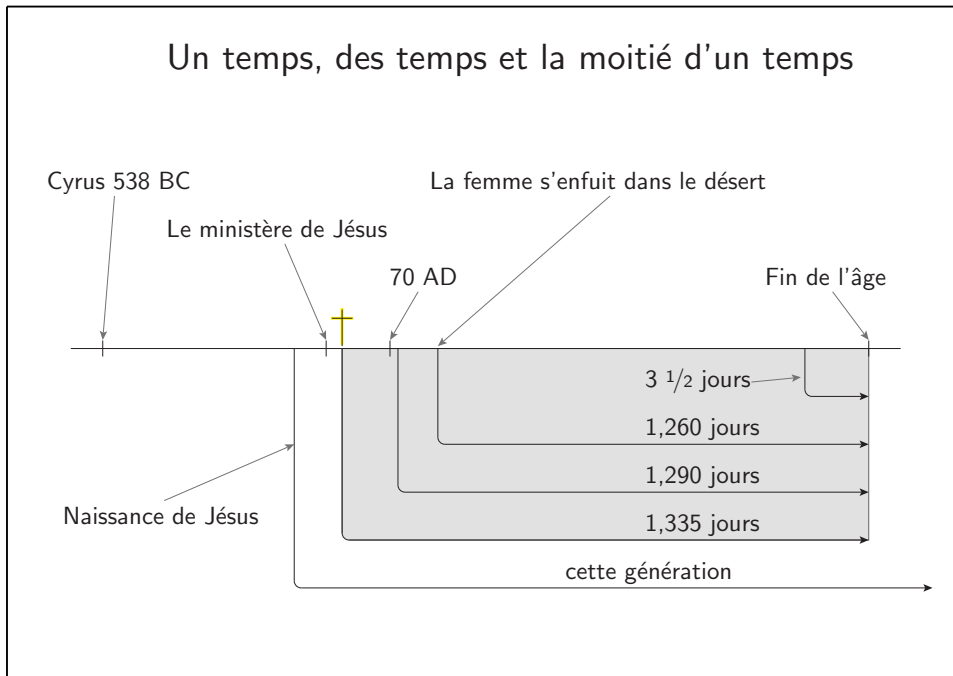 Un temps, des temps et la moitié d'un temps
Cyrus 538 BC
La femme s'enfuit dans le désert
Le ministère de Jésus
70 AD
Fin de l'âge
3 1/2 jours
1,260 jours
1,290 jours
Naissance de Jésus
1,335 jours
cette génération